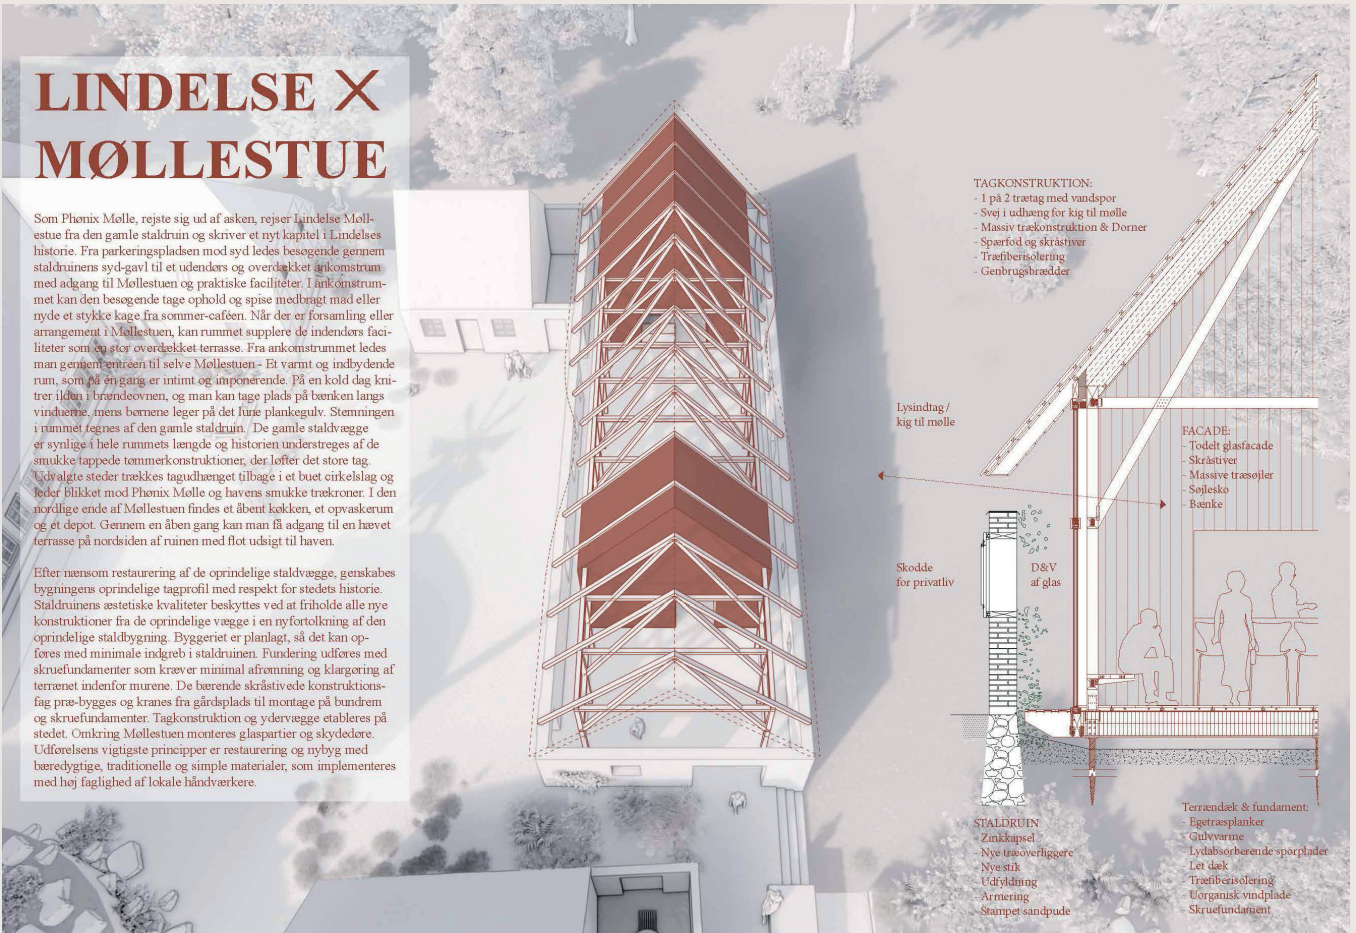 LINDELSE X
MØLLESTUE
Som Phønix Mølle, rejste sig ud af asken, rejser Lindelse Møll-
estue fra den gamle staldruin og skriver et nyt kapitel i Lindelses
historie. Fra parkeringspladsen mod syd ledes besøgende gennem
staldruinens syd-gavl til et udendørs og overdækket ankomstrum
med adgang til Møllestuen og praktiske faciliteter. I ankomstrum-
met kan den besøgende tage ophold og spise medbragt mad eller
nyde et stykke kage fra sommer-caféen. Når der er forsamling eller
arrangement i Møllestuen, kan rummet supplere de indendørs faci-
liteter som en stor overdækket terrasse. Fra ankomstrummet ledes
man gennem entréen til selve Møllestuen - Et varmt og indbydende
rum, som på én gang er intimt og imponerende. På en kold dag kni-
trer ilden i brændeovnen, og man kan tage plads på bænken langs
vinduerne, mens børnene leger på det lune plankegulv. Stemningen
i rummet tegnes af den gamle staldruin. De gamle staldvægge
er synlige i hele rummets længde og historien understreges af de
smukke tappede tømmerkonstruktioner, der løfter det store tag.
Udvalgte steder trækkes tagudhænget tilbage i et buet cirkelslag og
leder blikket mod Phønix Mølle og havens smukke trækroner. I den
nordlige ende af Møllestuen findes et åbent køkken, et opvaskerum
og et depot. Gennem en åben gang kan man få adgang til en hævet
terrasse på nordsiden af ruinen med flot udsigt til haven.
Efter nænsom restaurering af de oprindelige staldvægge, genskabes
bygningens oprindelige tagprofil med respekt for stedets historie.
Staldruinens æstetiske kvaliteter beskyttes ved at friholde alle nye
konstruktioner fra de oprindelige vægge i en nyfortolkning af den
oprindelige staldbygning. Byggeriet er planlagt, så det kan op-
føres med minimale indgreb i staldruinen. Fundering udføres med
skruefundamenter som kræver minimal afrømning og klargøring af
terrænet indenfor murene. De bærende skråstivede konstruktions-
fag præ-bygges og kranes fra gårdsplads til montage på bundrem
og skruefundamenter. Tagkonstruktion og ydervægge etableres på
stedet. Omkring Møllestuen monteres glaspartier og skydedøre.
Udførelsens vigtigste principper er restaurering og nybyg med
bæredygtige, traditionelle og simple materialer, som implementeres
med høj faglighed af lokale håndværkere.
TAGKONSTRUKTION:
- 1 på 2 trætag med vandspor
- Svej i udhæng for kig til mølle
- Massiv trækonstruktion & Dorner
- Spærfod og skråstiver
- Træfiberisolering
- Genbrugsbrædder
Lysindtag /
kig til mølle
FACADE:
- Todelt glasfacade
- Skråstiver
- Massive træsøjler
- Søjlesko
- Bænke
Skodde
for privatliv
D&V
af glas
STALDRUIN
- Zinkkapsel
- Nye træoverliggere
- Nye stik
- Udfyldning
- Armering
- Stampet sandpude
Terrændæk & fundament:
- Egetræsplanker
- Gulvvarme
- Lydabsorberende sporplader
- Let dæk
- Træfiberisolering
- Uorganisk vindplade
- Skruefundament